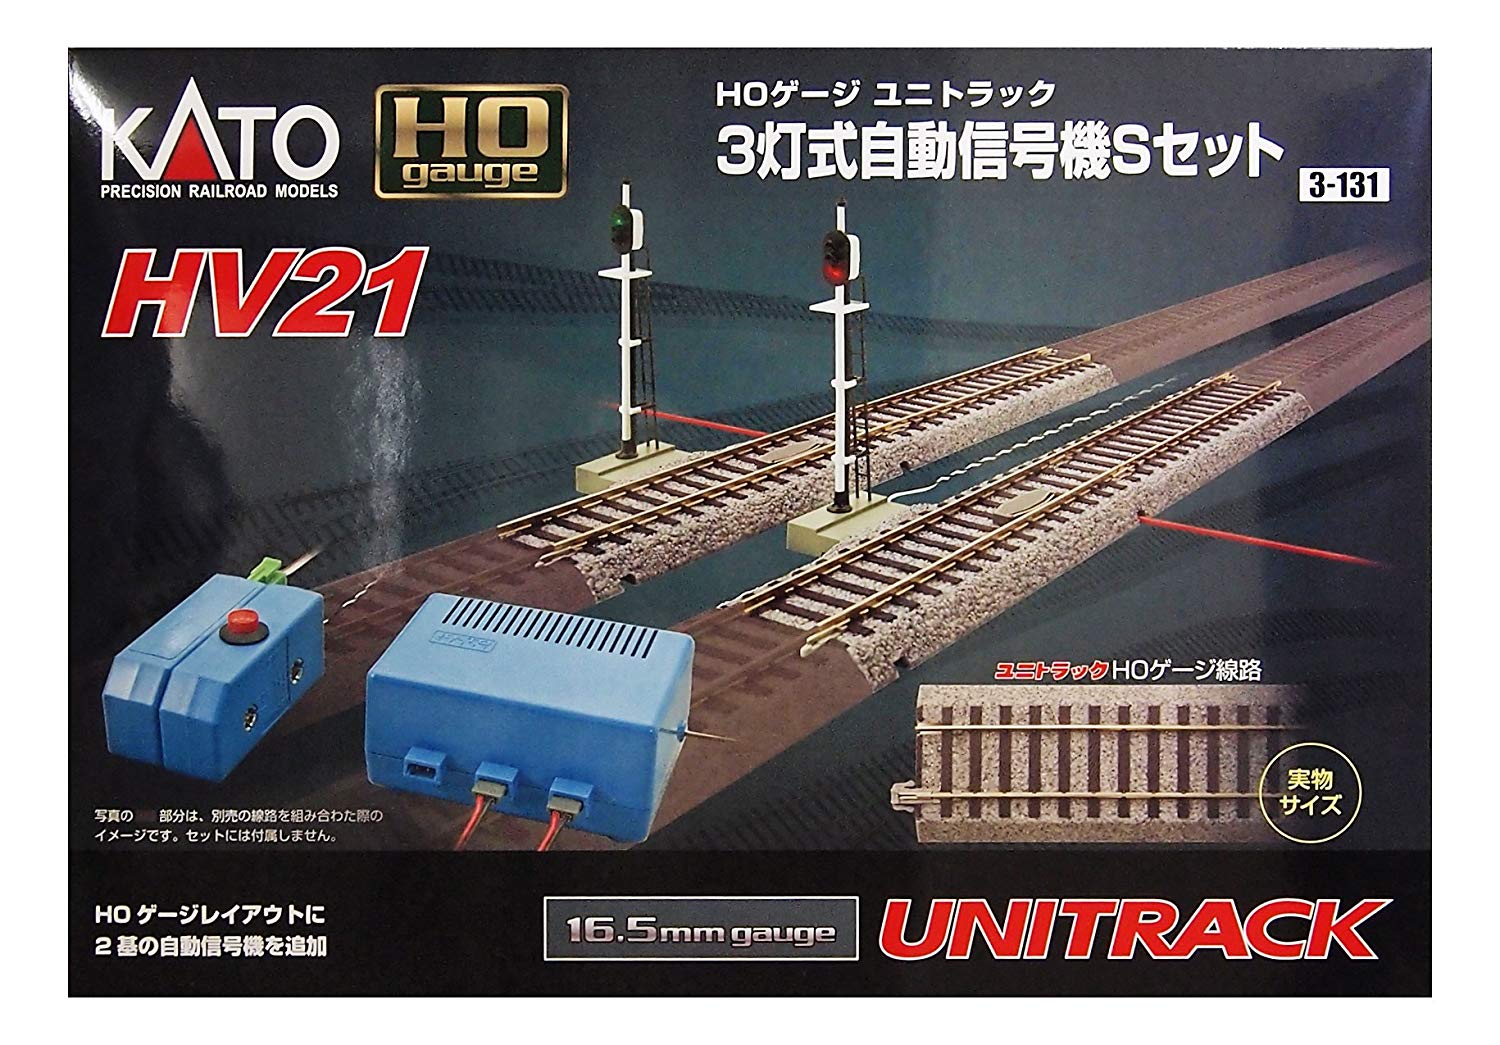 KATO
PRECISION RAILROAD MODELS
HO
gauge
HOゲージ ユニトラック
3灯式自動信号機Sセット
3-131
HV21
ユニトラックHOゲージ線路
実物
サイズ
写真の 部分は、別売の線路を組み合わた際の
イメージです。セットには付属しません。
HO ゲージレイアウトに
2 基の自動信号機を追加
16.5mm gauge
UNITRACK